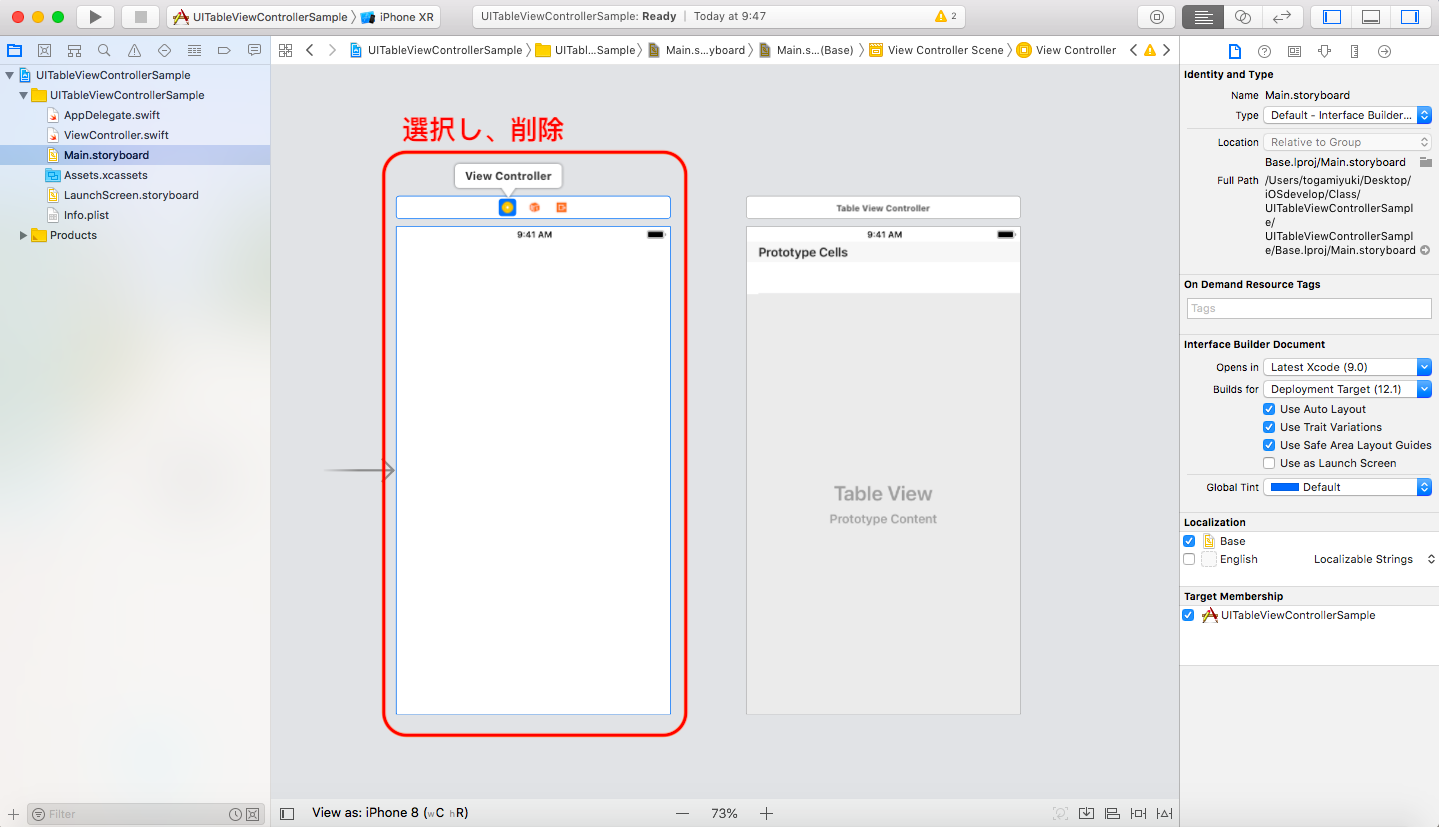 UITableViewControllerSample
iPhone XR
UITableViewControllerSample: Ready
Today at 9:47
2
UITableViewControllerSample
UITabl...Sample
Main.s...yboard
Main.s...(Base)
View Controller Scene
View Controller
UITableViewControllerSample
UITableViewControllerSample
AppDelegate.swift
ViewController.swift
Main.storyboard
Assets.xcassets
LaunchScreen.storyboard
Info.plist
Products
Filter
選択し、削除
View Controller
9:41 AM
Table View Controller
9:41 AM
Prototype Cells
Table View
Prototype Content
View as: iPhone 8 (wC hR)
73%
Identity and Type
Name Main.storyboard
Type Default - Interface Builder...
Location Relative to Group
Base.lproj/Main.storyboard
Full Path /Users/togamiyuki/Desktop/
iOSdevelop/Class/
UITableViewControllerSampl
e/
UITableViewControllerSampl
e/Base.lproj/Main.storyboard
On Demand Resource Tags
Tags
Interface Builder Document
Opens in Latest Xcode (9.0)
Builds for Deployment Target (12.1)
Use Auto Layout
Use Trait Variations
Use Safe Area Layout Guides
Use as Launch Screen
Global Tint Default
Localization
Base
English Localizable Strings
Target Membership
UITableViewControllerSample